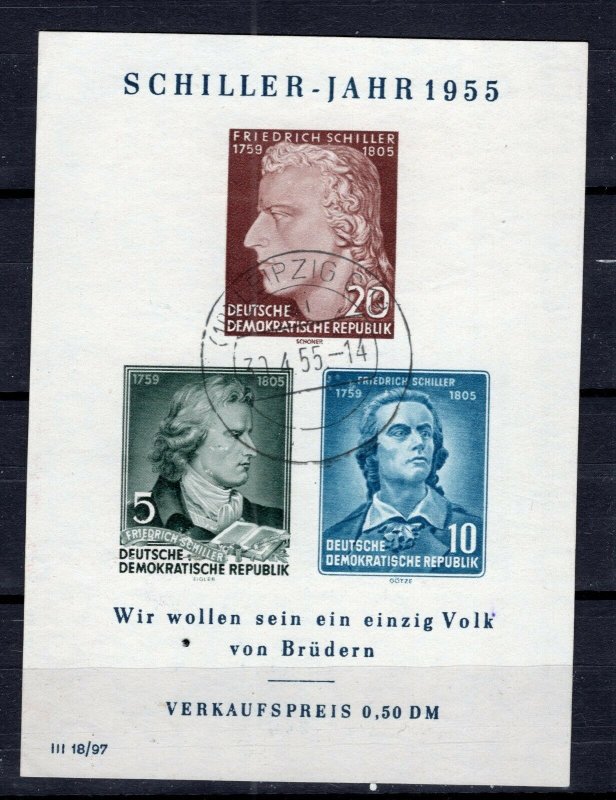 SCHILLER-JAHR 1955
FRIEDRICH SCHILLER
1759 1805
20
DEUTSCHE
DEMOKRATISCHE REPUBLIK
SCHONER
LEIPZIG
4.55-14
1759 1805
5
FRIEDRICH SCHILLER
DEUTSCHE
DEMOKRATISCHE REPUBLIK
EIGLER
FRIEDRICH SCHILLER
1759 1805
10
DEUTSCHE
DEMOKRATISCHE REPUBLIK
GÖTZE
Wir wollen sein ein einzig Volk
von Brüdern
VERKAUFSPREIS 0,50 DM
III 18/97